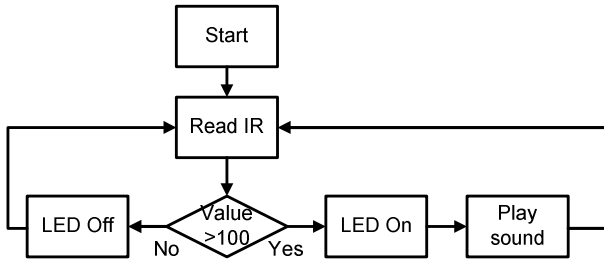 Start
Read IR
LED Off
Value
>100
LED On
Play
sound
No
Yes